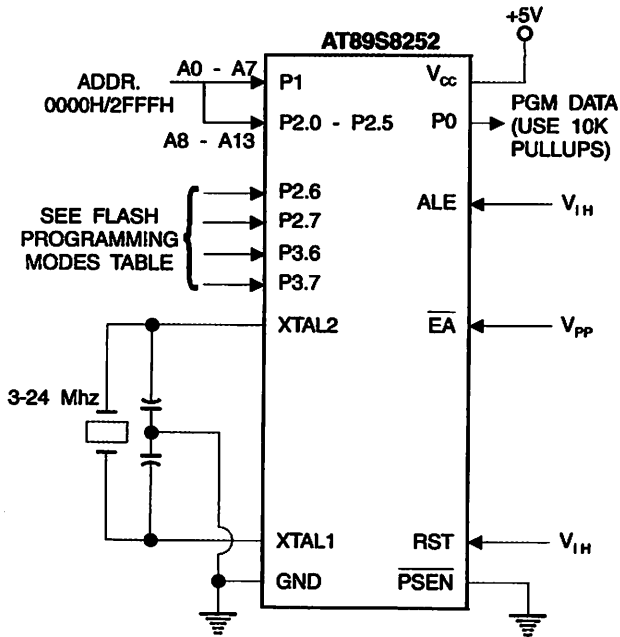 +5V
AT89S8252
ADDR.
0000H/2FFFH
A0 - A7
P1
VCC
A8 - A13
P2.0 - P2.5
P0
PGM DATA
(USE 10K
PULLUPS)
SEE FLASH
PROGRAMMING
MODES TABLE
P2.6
P2.7
P3.6
P3.7
ALE
VIH
XTAL2
EA
VPP
3-24 Mhz
XTAL1
RST
VIH
GND
PSEN